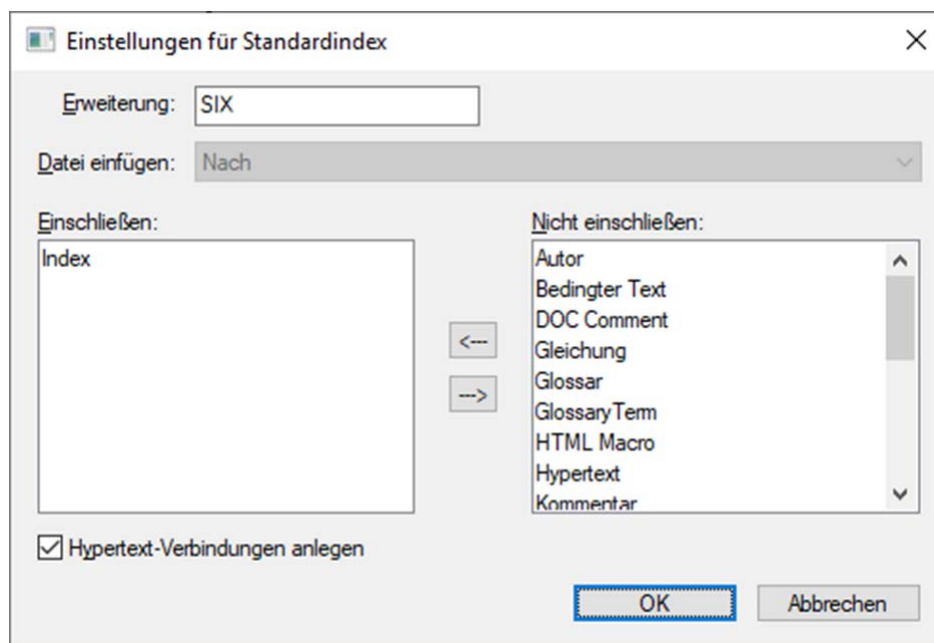 Einstellungen für Standardindex
Erweiterung: SIX
Datei einfügen: Nach
Einschließen:
Index
<---
--->
Nicht einschließen:
Autor
Bedingter Text
DOC Comment
Gleichung
Glossar
GlossaryTerm
HTML Macro
Hypertext
Kommentar
Hypertext-Verbindungen anlegen
OK Abbrechen